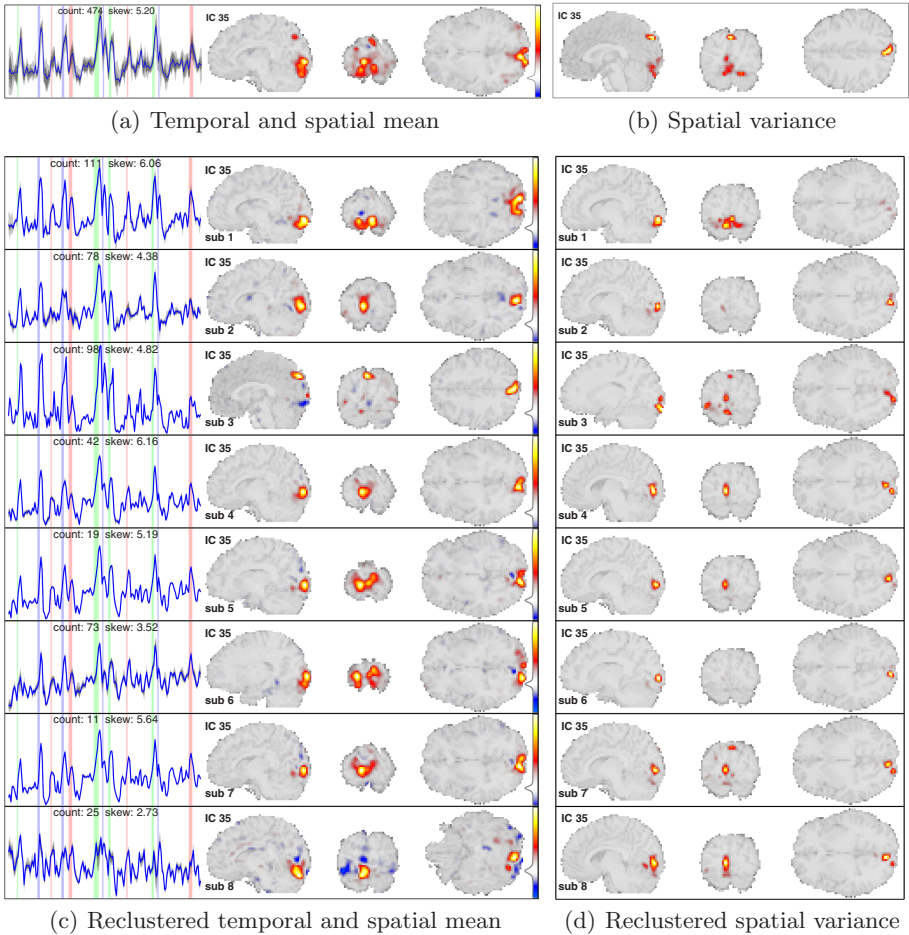 count: 474 skew: 5.20
IC 35
IC 35
(a) Temporal and spatial mean
(b) Spatial variance
count: 111 skew: 6.06
IC 35
sub 1
IC 35
sub 1
count: 78 skew: 4.38
IC 35
sub 2
IC 35
sub 2
count: 98 skew: 4.82
IC 35
sub 3
IC 35
sub 3
count: 42 skew: 6.16
IC 35
sub 4
IC 35
sub 4
count: 19 skew: 5.19
IC 35
sub 5
IC 35
sub 5
count: 73 skew: 3.52
IC 35
sub 6
IC 35
sub 6
count: 11 skew: 5.64
IC 35
sub 7
IC 35
sub 7
count: 25 skew: 2.73
IC 35
sub 8
IC 35
sub 8
(c) Reclustered temporal and spatial mean
(d) Reclustered spatial variance